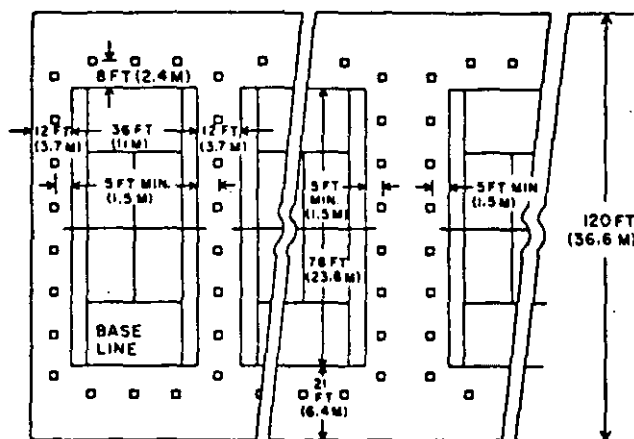 8 FT (2.4 M)
12 FT
(3.7 M)
36 FT
(11M)
12 FT
(3.7 M)
5 FT MIN.
(1.5 M)
5 FT
MIN.
(1.5 M)
5 FT MIN
(1.5 M)
120 FT
(36.6 M)
78 FT
(23.8 M)
BASE
LINE
21
FT
(6.4 M)